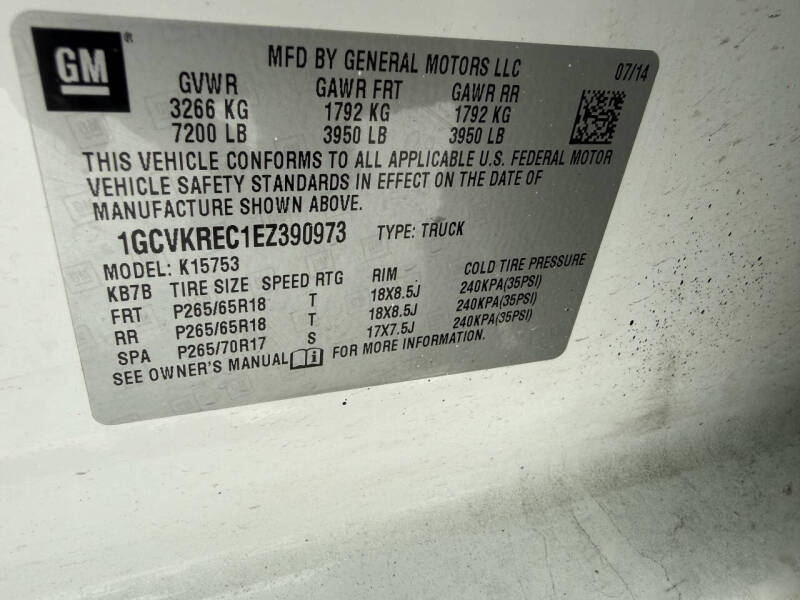 GM
MFD BY GENERAL MOTORS LLC 07/14
GVWR GAWR FRT GAWR RR
3266 KG 1792 KG 1792 KG
7200 LB 3950 LB 3950 LB
THIS VEHICLE CONFORMS TO ALL APPLICABLE U.S. FEDERAL MOTOR
VEHICLE SAFETY STANDARDS IN EFFECT ON THE DATE OF
MANUFACTURE SHOWN ABOVE.
1GCVKREC1EZ390973 TYPE: TRUCK
MODEL: K15753
KB7B TIRE SIZE SPEED RTG RIM COLD TIRE PRESSURE
FRT P265/65R18 T 18X8.5J 240KPA(35PSI)
RR P265/65R18 T 18X8.5J 240KPA(35PSI)
SPA P265/70R17 S 17X7.5J 240KPA(35PSI)
SEE OWNER'S MANUAL i FOR MORE INFORMATION.